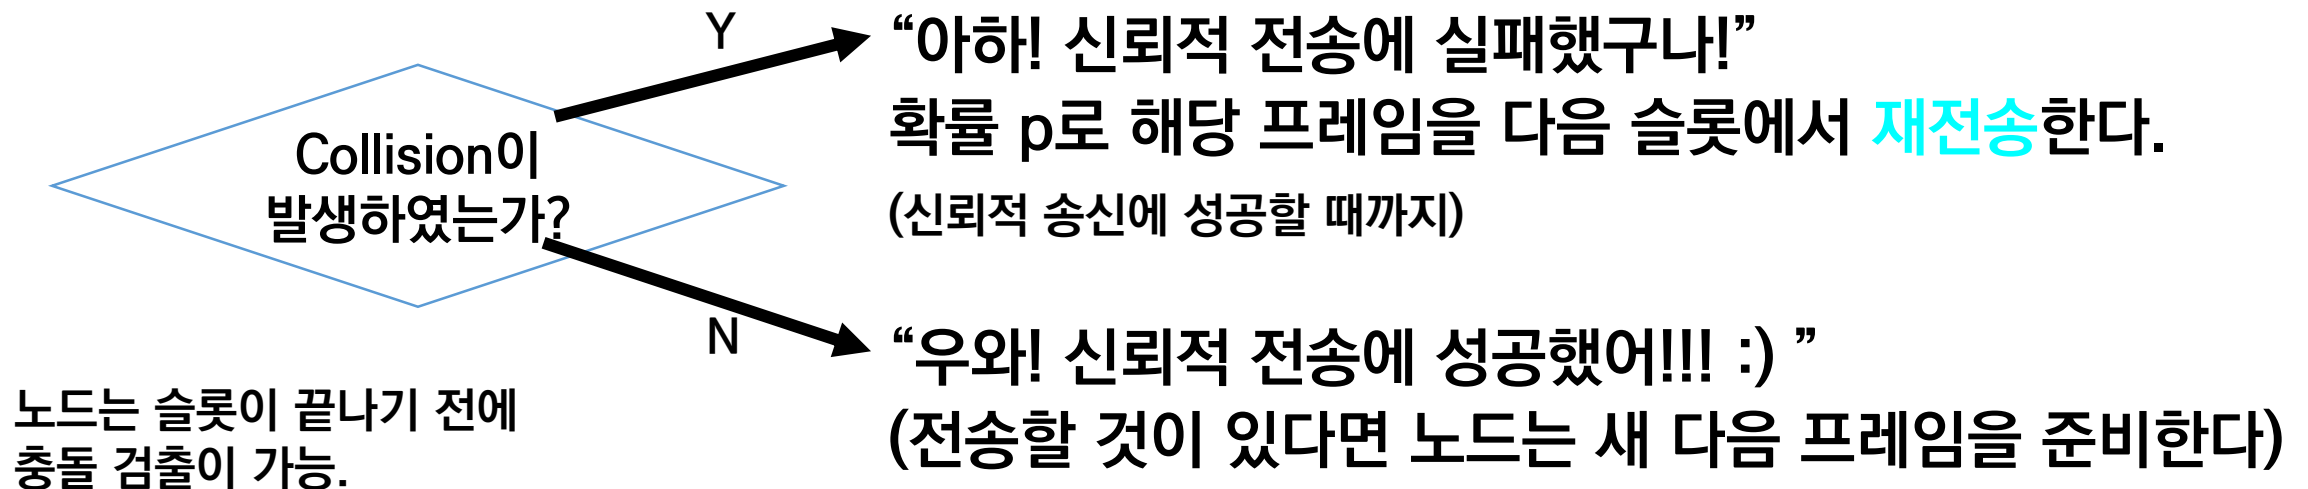 Collision이
발생하였는가?
Y
“아하! 신뢰적 전송에 실패했구나!”
확률 p로 해당 프레임을 다음 슬롯에서 재전송한다.
(신뢰적 송신에 성공할 때까지)
N
“우와! 신뢰적 전송에 성공했어!!! :) ”
(전송할 것이 있다면 노드는 새 다음 프레임을 준비한다)
노드는 슬롯이 끝나기 전에
충돌 검출이 가능.